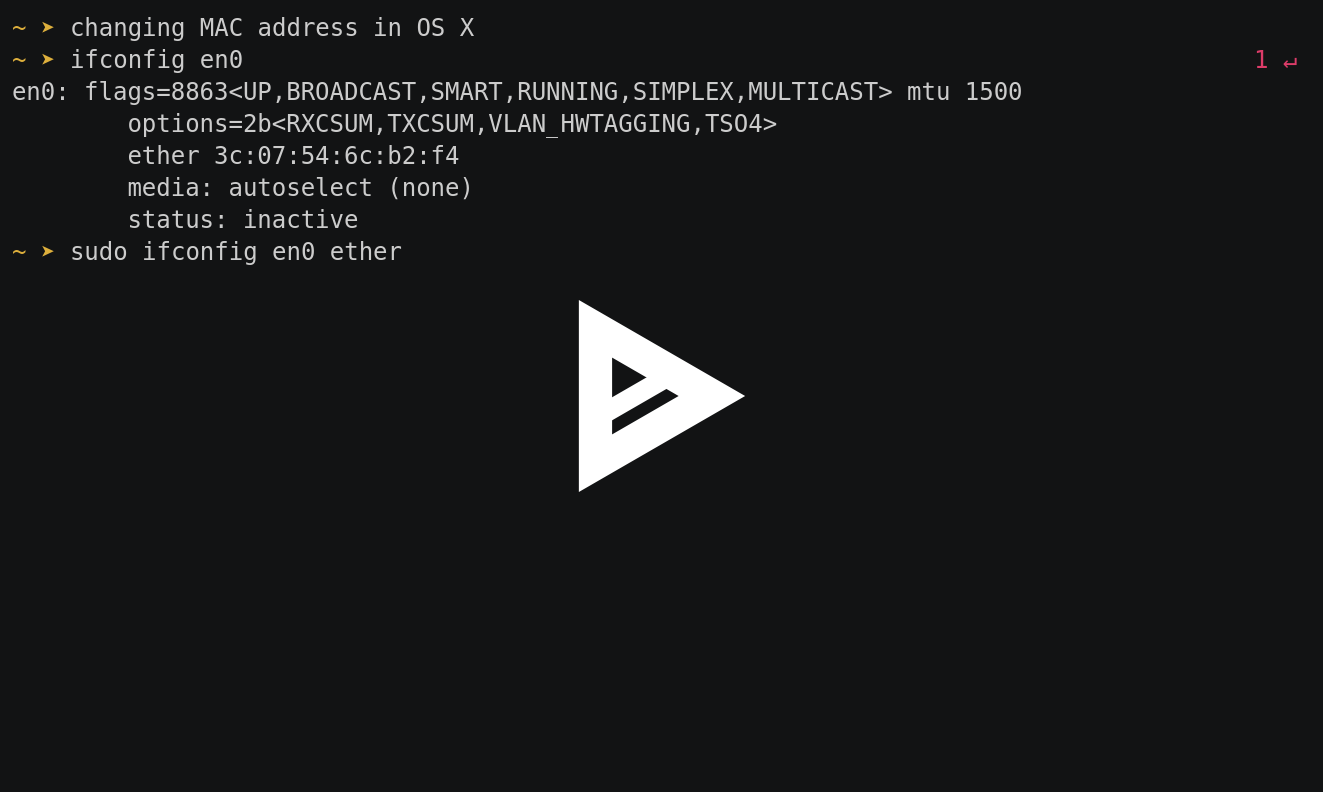 ~ ➤ changing MAC address in OS X
~ ➤ ifconfig en0 1 ↵
en0: flags=8863<UP,BROADCAST,SMART,RUNNING,SIMPLEX,MULTICAST> mtu 1500
        options=2b<RXCSUM,TXCSUM,VLAN_HWTAGGING,TSO4>
        ether 3c:07:54:6c:b2:f4
        media: autoselect (none)
        status: inactive
~ ➤ sudo ifconfig en0 ether